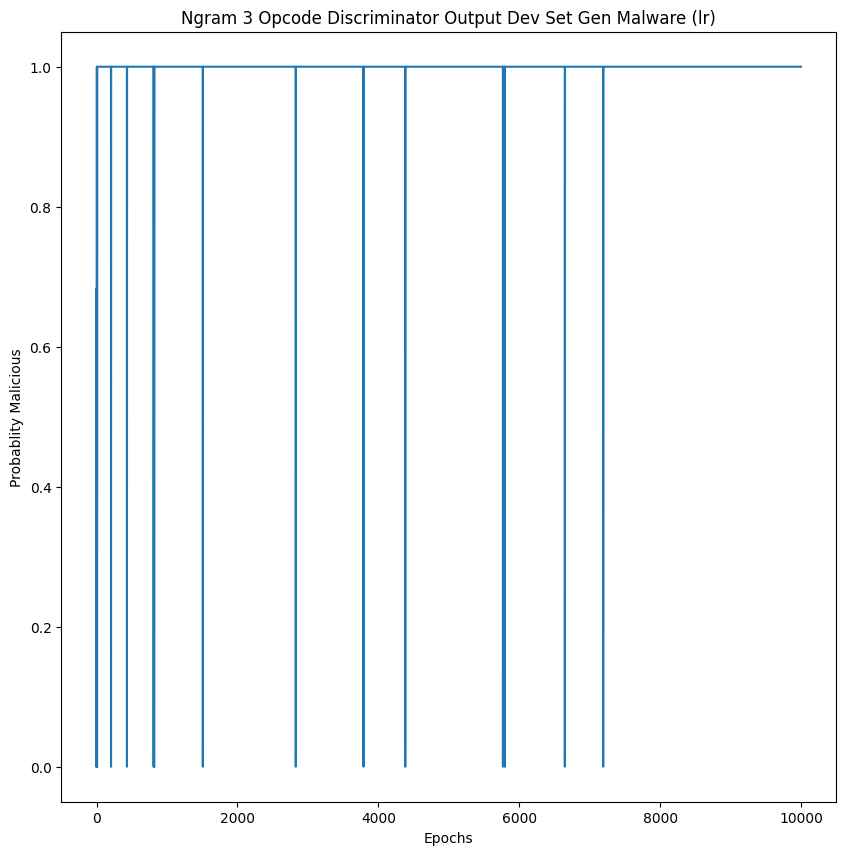 Ngram 3 Opcode Discriminator Output Dev Set Gen Malware (lr)
1.0
0.8
0.6
0.4
0.2
0.0
Probablity Malicious
0 2000 4000 6000 8000 10000
Epochs